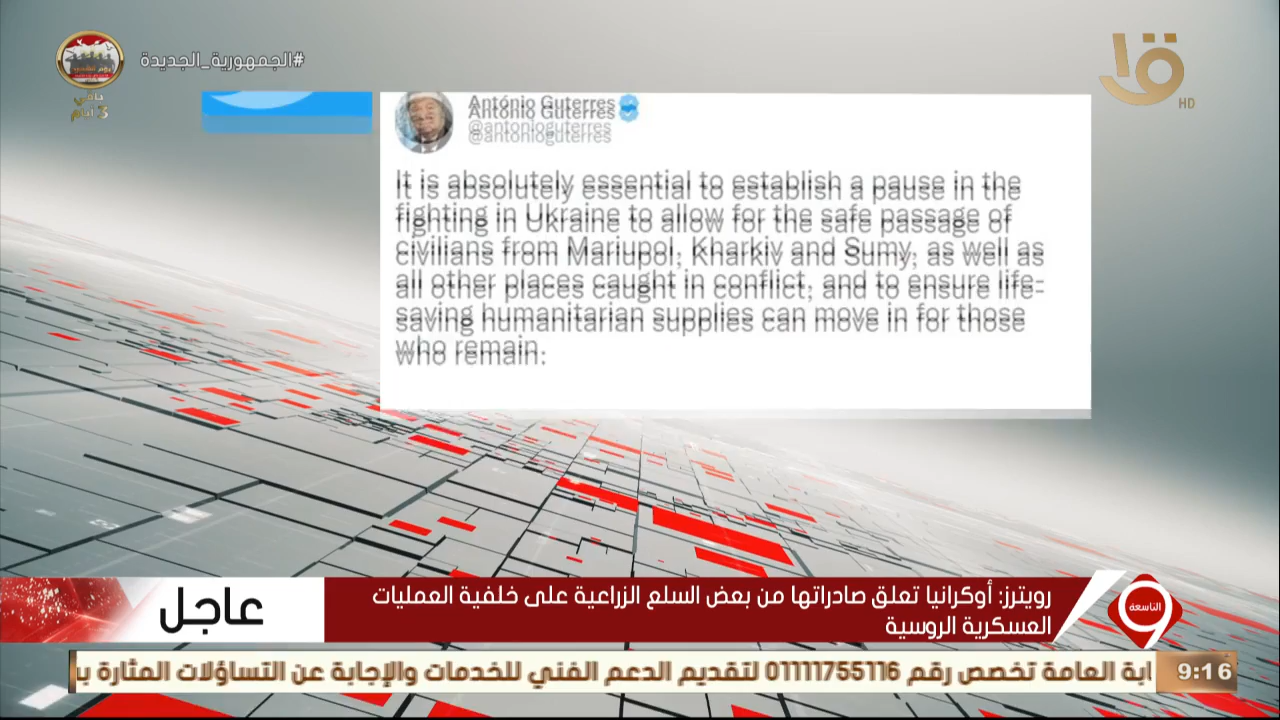 #الجمهورية_الجديدة
باقي
3 أيام
HD
António Guterres
@antonioguterres
It is absolutely essential to establish a pause in the
fighting in Ukraine to allow for the safe passage of
civilians from Mariupol, Kharkiv and Sumy, as well as
all other places caught in conflict, and to ensure life-
saving humanitarian supplies can move in for those
who remain.
عاجل
رويترز: أوكرانيا تعلق صادراتها من بعض السلع الزراعية على خلفية العمليات
العسكرية الروسية
التاسعة
9:16
ابة العامة تخصص رقم 01111755116 لتقديم الدعم الفني للخدمات والإجابة عن التساؤلات المثارة ب